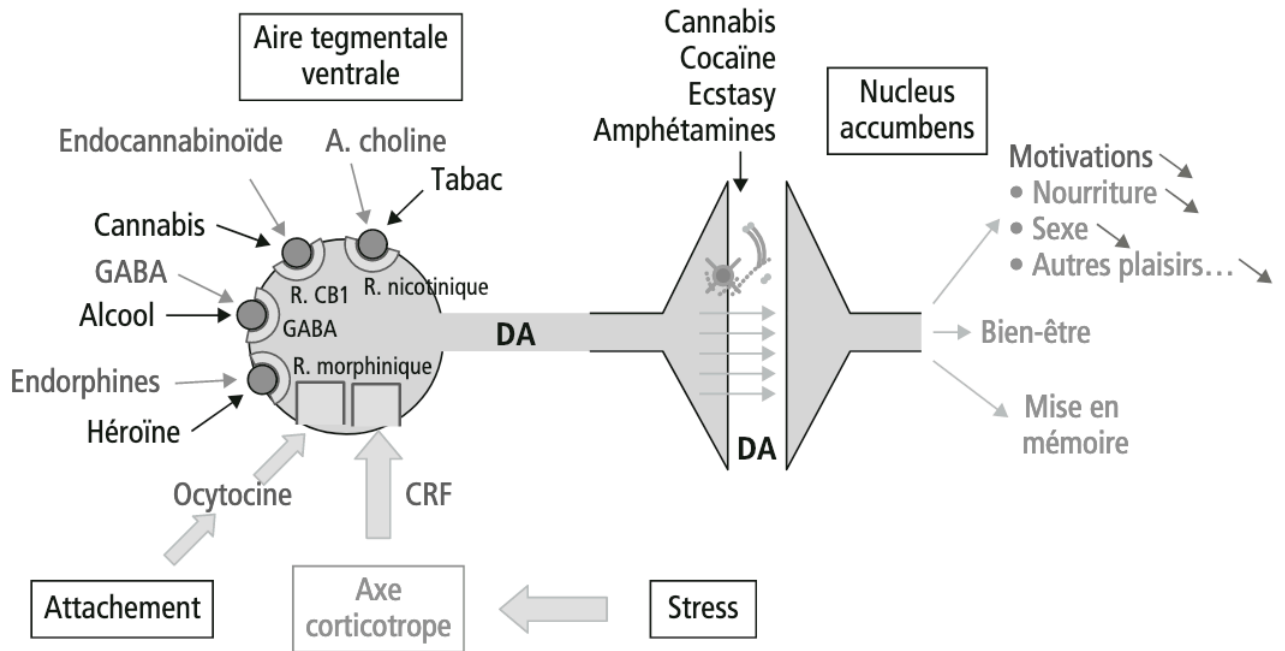 Aire tegmentale
ventrale
Cannabis
Cocaïne
Ecstasy
Amphétamines
Nucleus
accumbens
Endocannabinoïde
A. choline
Tabac
Cannabis
GABA
Alcool
Endorphines
Héroïne
R. CB1
R. nicotinique
GABA
R. morphinique
DA
DA
Motivations
• Nourriture
• Sexe
• Autres plaisirs...
Bien-être
Mise en
mémoire
Ocytocine
CRF
Attachement
Axe
corticotrope
Stress